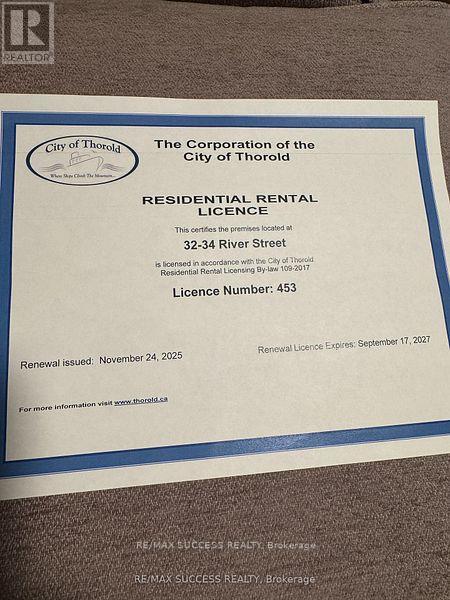 REALTOR®
City of Thorold
Where Ships Climb The Mountain...
The Corporation of the
City of Thorold
RESIDENTIAL RENTAL
LICENCE
This certifies the premises located at
32-34 River Street
is licensed in accordance with the City of Thorold
Residential Rental Licensing By-law 109-2017
Licence Number: 453
Renewal issued: November 24, 2025
Renewal Licence Expires: September 17, 2027
For more information visit www.thorold.ca
RE/MAX SUCCESS REALTY, Brokerage
RE/MAX SUCCESS REALTY, Brokerage